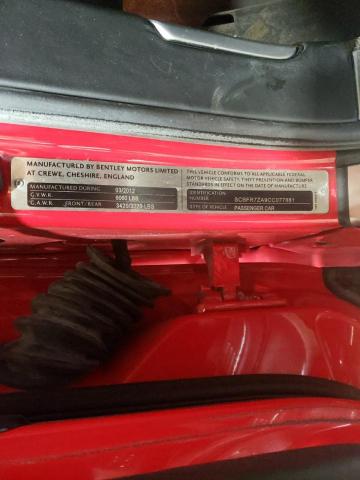 MANUFACTURED BY BENTLEY MOTORS LIMITED
AT CREWE, CHESHIRE, ENGLAND
MANUFACTURED DURING 03/2012
G.V.W.R. 6060 LBS
G.A.W.R. FRONT/REAR 3420/3220 LBS
THIS VEHICLE CONFORMS TO ALL APPLICABLE FEDERAL
MOTOR VEHICLE SAFETY, THEFT PREVENTION AND BUMPER
STANDARDS IN EFFECT ON THE DATE OF MANUFACTURE.
IDENTIFICATION
NUMBER SCBFR7ZA9CC077881
TYPE OF VEHICLE PASSENGER CAR